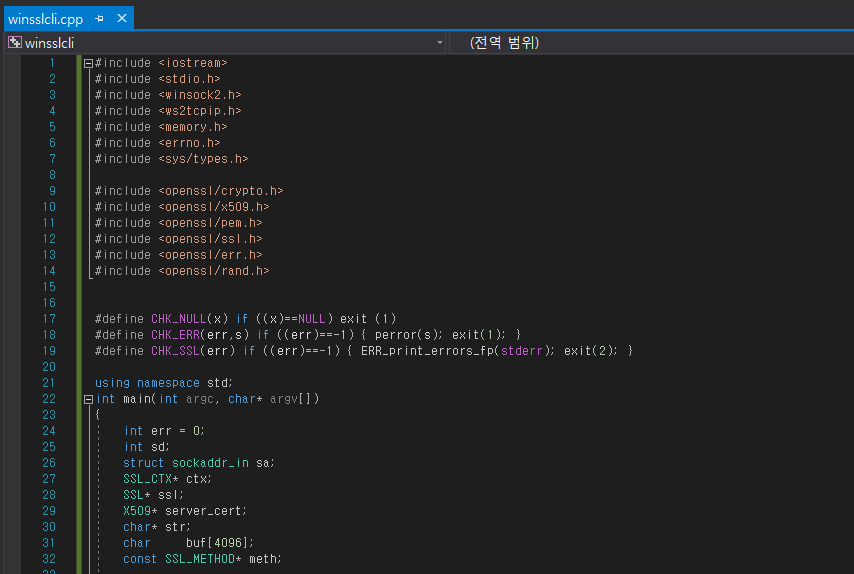 winsslcli.cpp
winsslcli (전역 범위)
1 #include <iostream>
2 #include <stdio.h>
3 #include <winsock2.h>
4 #include <ws2tcpip.h>
5 #include <memory.h>
6 #include <errno.h>
7 #include <sys/types.h>
8
9 #include <openssl/crypto.h>
10 #include <openssl/x509.h>
11 #include <openssl/pem.h>
12 #include <openssl/ssl.h>
13 #include <openssl/err.h>
14 #include <openssl/rand.h>
15
16
17 #define CHK_NULL(x) if ((x)==NULL) exit (1)
18 #define CHK_ERR(err,s) if ((err)==-1) { perror(s); exit(1); }
19 #define CHK_SSL(err) if ((err)==-1) { ERR_print_errors_fp(stderr); exit(2); }
20
21 using namespace std;
22 int main(int argc, char* argv[])
23 {
24 int err = 0;
25 int sd;
26 struct sockaddr_in sa;
27 SSL_CTX* ctx;
28 SSL* ssl;
29 X509* server_cert;
30 char* str;
31 char buf[4096];
32 const SSL_METHOD* meth;